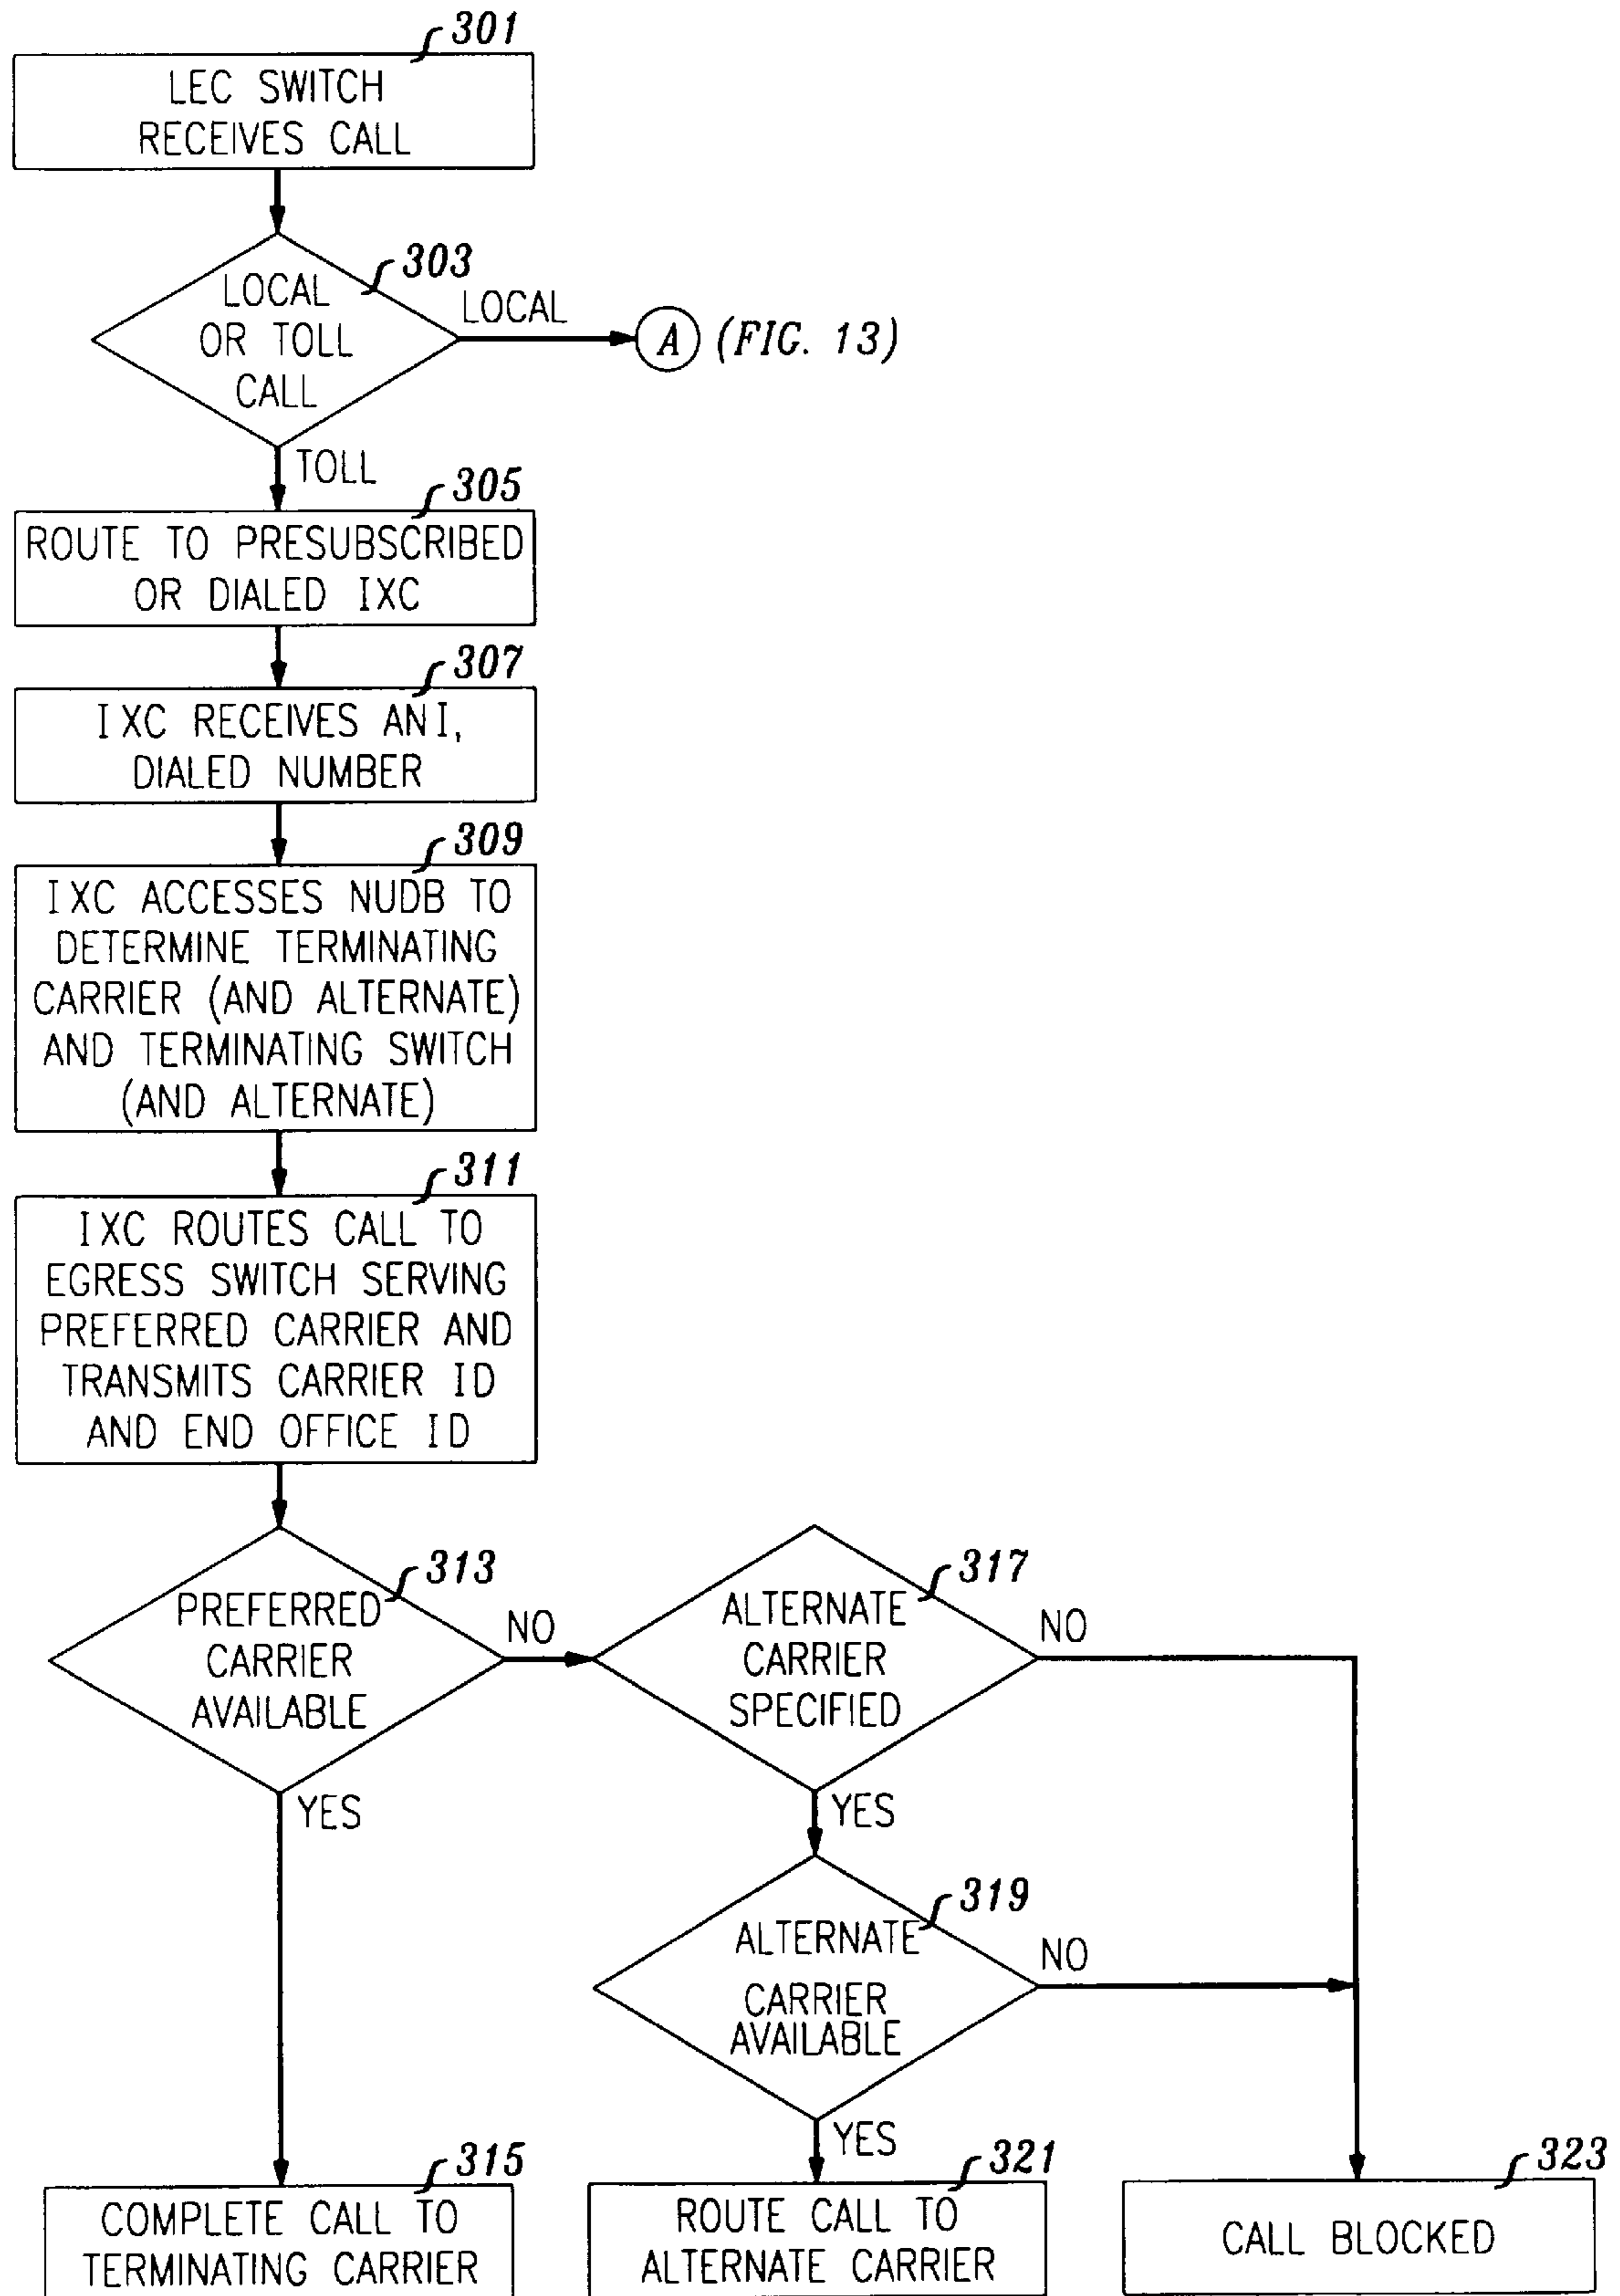 301
LEC SWITCH
RECEIVES CALL
303
LOCAL
OR TOLL
CALL
LOCAL
A (FIG. 13)
TOLL
305
ROUTE TO PRESUBSCRIBED
OR DIALED IXC
307
IXC RECEIVES ANI,
DIALED NUMBER
309
IXC ACCESSES NUDB TO
DETERMINE TERMINATING
CARRIER (AND ALTERNATE)
AND TERMINATING SWITCH
(AND ALTERNATE)
311
IXC ROUTES CALL TO
EGRESS SWITCH SERVING
PREFERRED CARRIER AND
TRANSMITS CARRIER ID
AND END OFFICE ID
313
PREFERRED
CARRIER
AVAILABLE
NO
YES
317
ALTERNATE
CARRIER
SPECIFIED
NO
YES
319
ALTERNATE
CARRIER
AVAILABLE
NO
YES
315
COMPLETE CALL TO
TERMINATING CARRIER
321
ROUTE CALL TO
ALTERNATE CARRIER
323
CALL BLOCKED